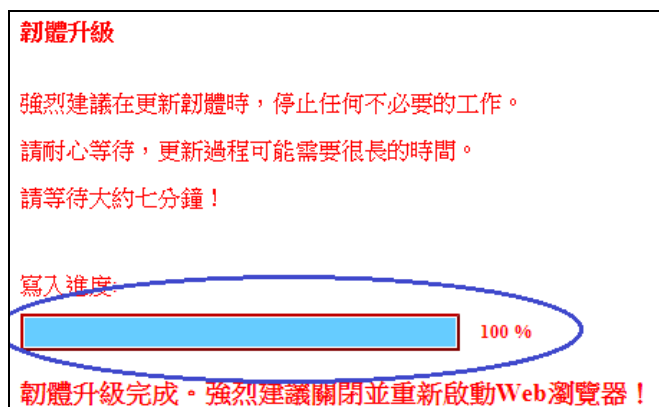 韌體升級
強烈建議在更新韌體時，停止任何不必要的工作。
請耐心等待，更新過程可能需要很長的時間。
請等待大約七分鐘！
寫入進度:
100 %
韌體升級完成。強烈建議關閉並重新啟動Web瀏覽器！